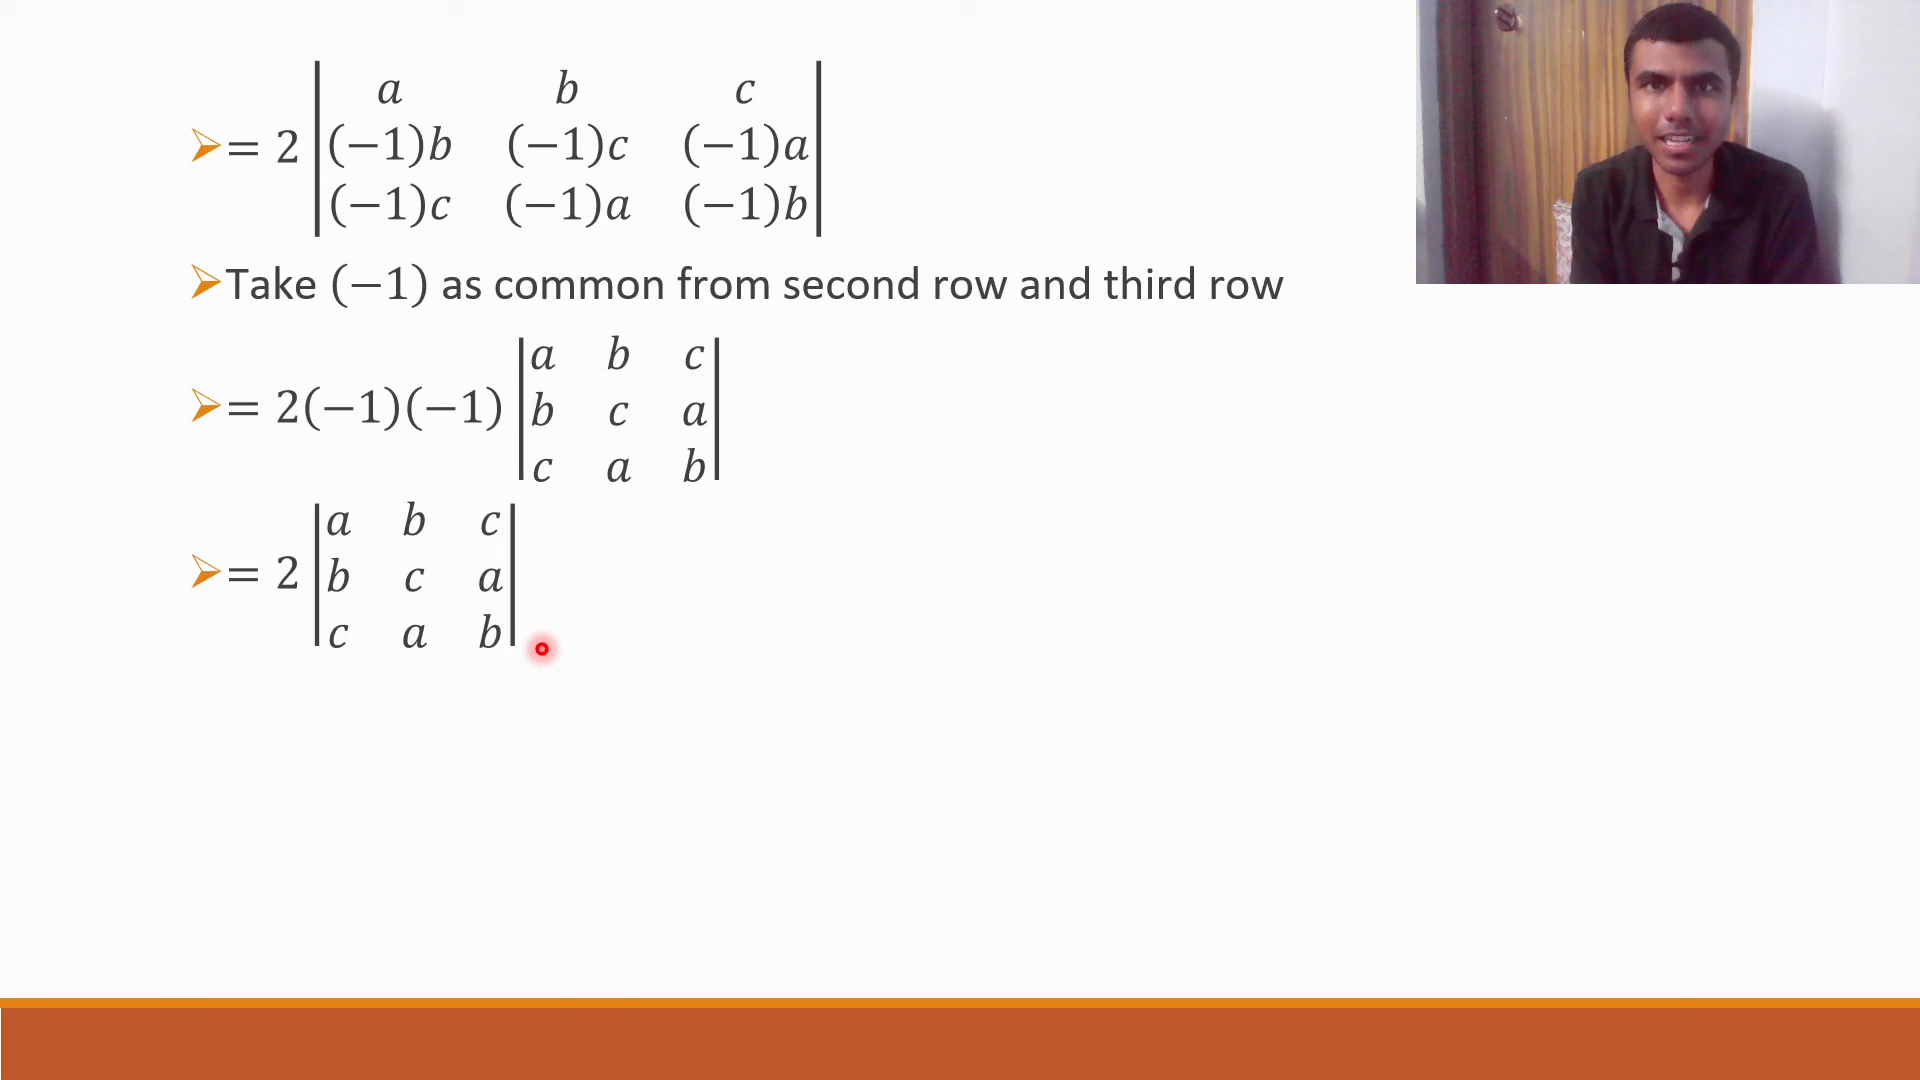 = 2 | a b c |
| (−1)b (−1)c (−1)a |
| (−1)c (−1)a (−1)b |
Take (−1) as common from second row and third row
= 2(−1)(−1) | a b c |
| b c a |
| c a b |
= 2 | a b c |
| b c a |
| c a b |